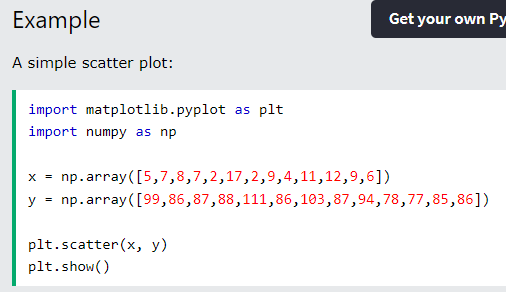 Example
Get your own Py
A simple scatter plot:
import matplotlib.pyplot as plt
import numpy as np
x = np.array([5,7,8,7,2,17,2,9,4,11,12,9,6])
y = np.array([99,86,87,88,111,86,103,87,94,78,77,85,86])
plt.scatter(x, y)
plt.show()